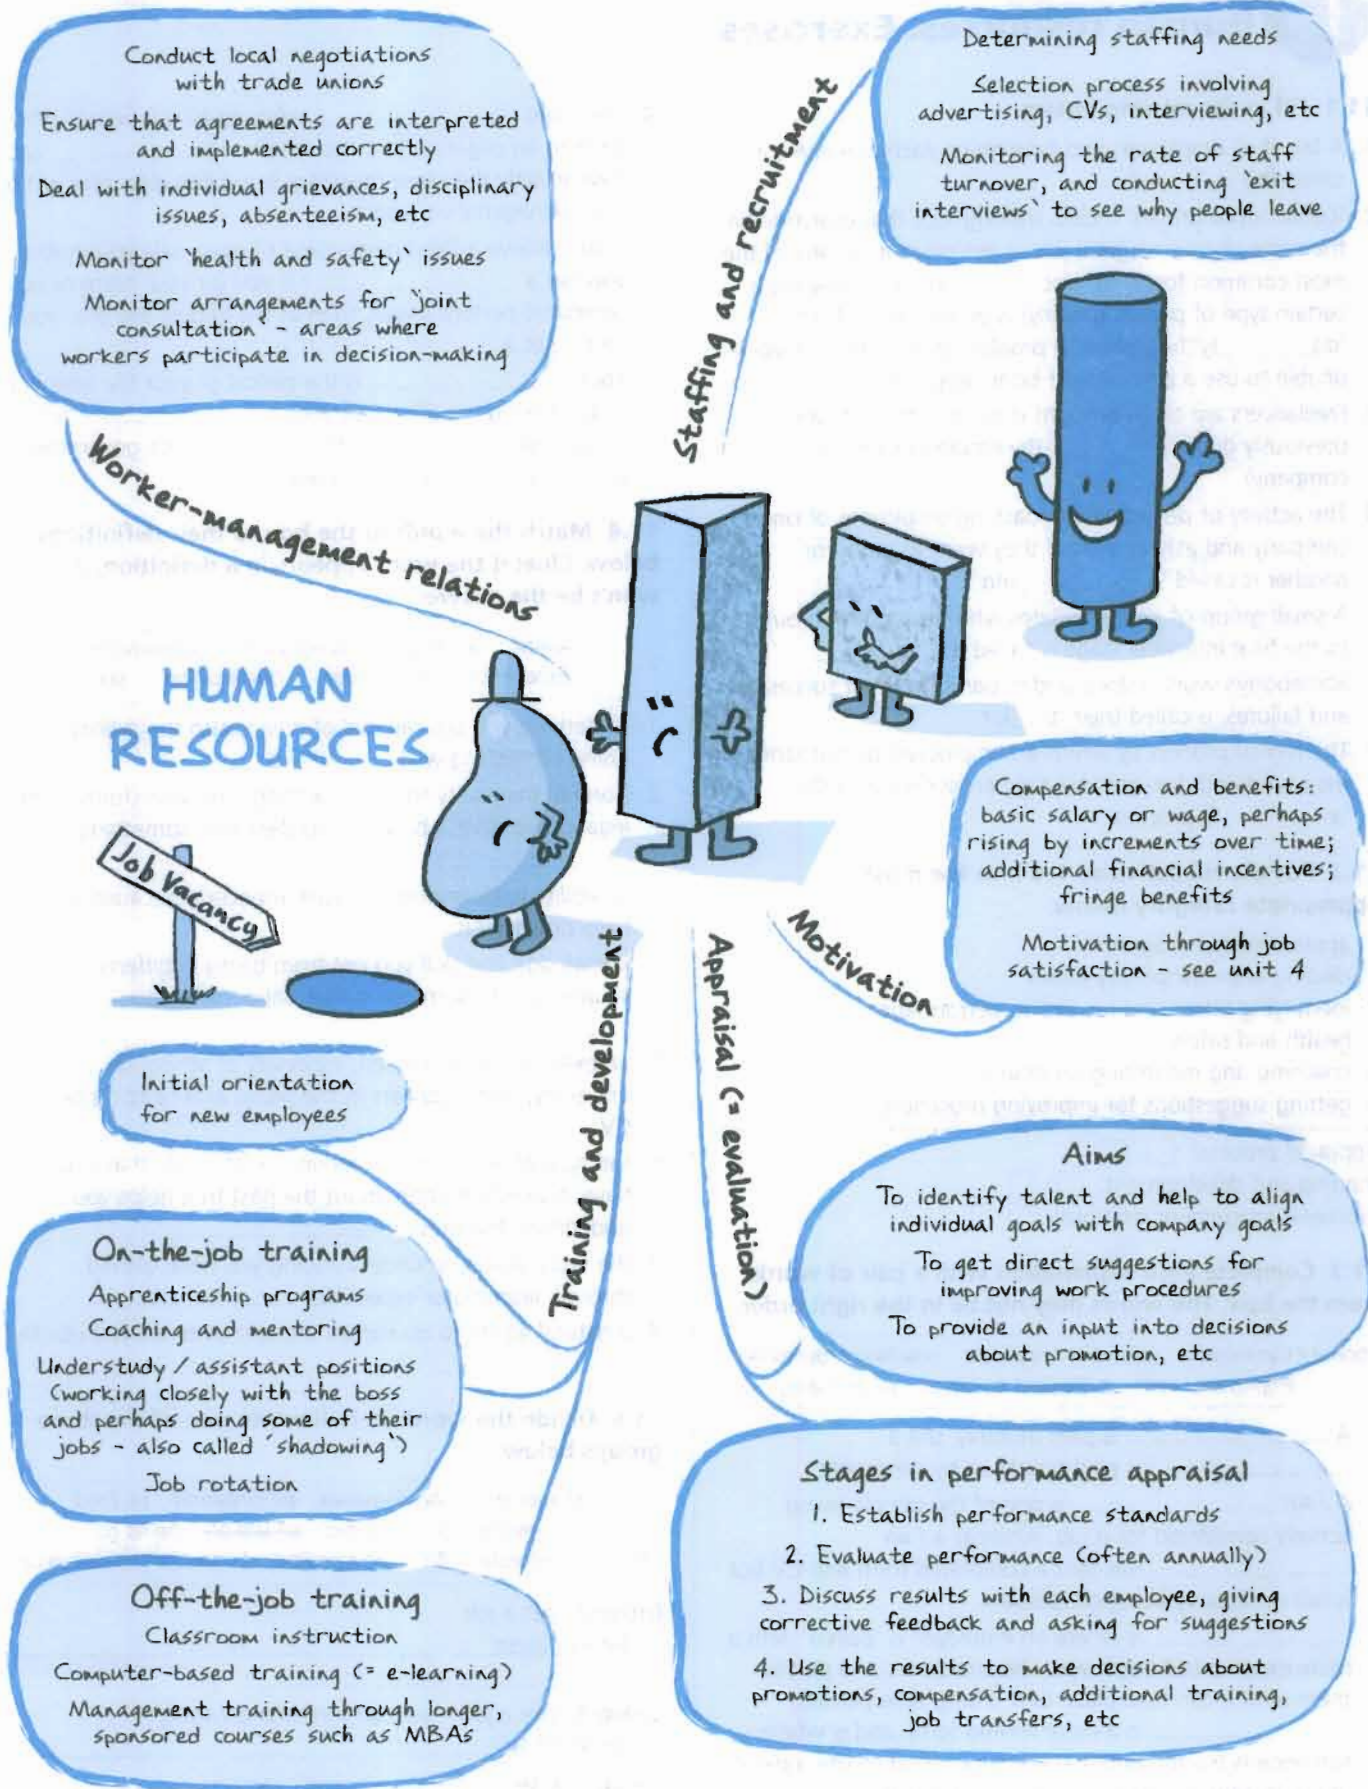 Conduct local negotiations
with trade unions
Ensure that agreements are interpreted
and implemented correctly
Deal with individual grievances, disciplinary
issues, absenteeism, etc
Monitor 'health and safety' issues
Monitor arrangements for 'joint
consultation' - areas where
workers participate in decision-making
Worker-management relations
Determining staffing needs
Selection process involving
advertising, CVs, interviewing, etc
Monitoring the rate of staff
turnover, and conducting 'exit
interviews' to see why people leave
Staffing and recruitment
HUMAN
RESOURCES
Job Vacancy
Compensation and benefits:
basic salary or wage, perhaps
rising by increments over time;
additional financial incentives;
fringe benefits
Motivation through job
satisfaction - see unit 4
Motivation
Appraisal (= evaluation)
Aims
To identify talent and help to align
individual goals with company goals
To get direct suggestions for
improving work procedures
To provide an input into decisions
about promotion, etc
Stages in performance appraisal
1. Establish performance standards
2. Evaluate performance (often annually)
3. Discuss results with each employee, giving
corrective feedback and asking for suggestions
4. Use the results to make decisions about
promotions, compensation, additional training,
job transfers, etc
Training and development
Initial orientation
for new employees
On-the-job training
Apprenticeship programs
Coaching and mentoring
Understudy / assistant positions
(working closely with the boss
and perhaps doing some of their
jobs - also called 'shadowing')
Job rotation
Off-the-job training
Classroom instruction
Computer-based training (= e-learning)
Management training through longer,
sponsored courses such as MBAs